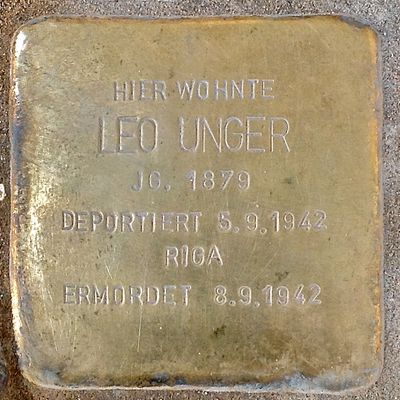 HIER WOHNTE
LEO UNGER
JG. 1879
DEPORTIERT 5.9.1942
RIGA
ERMORDET 8.9.1942